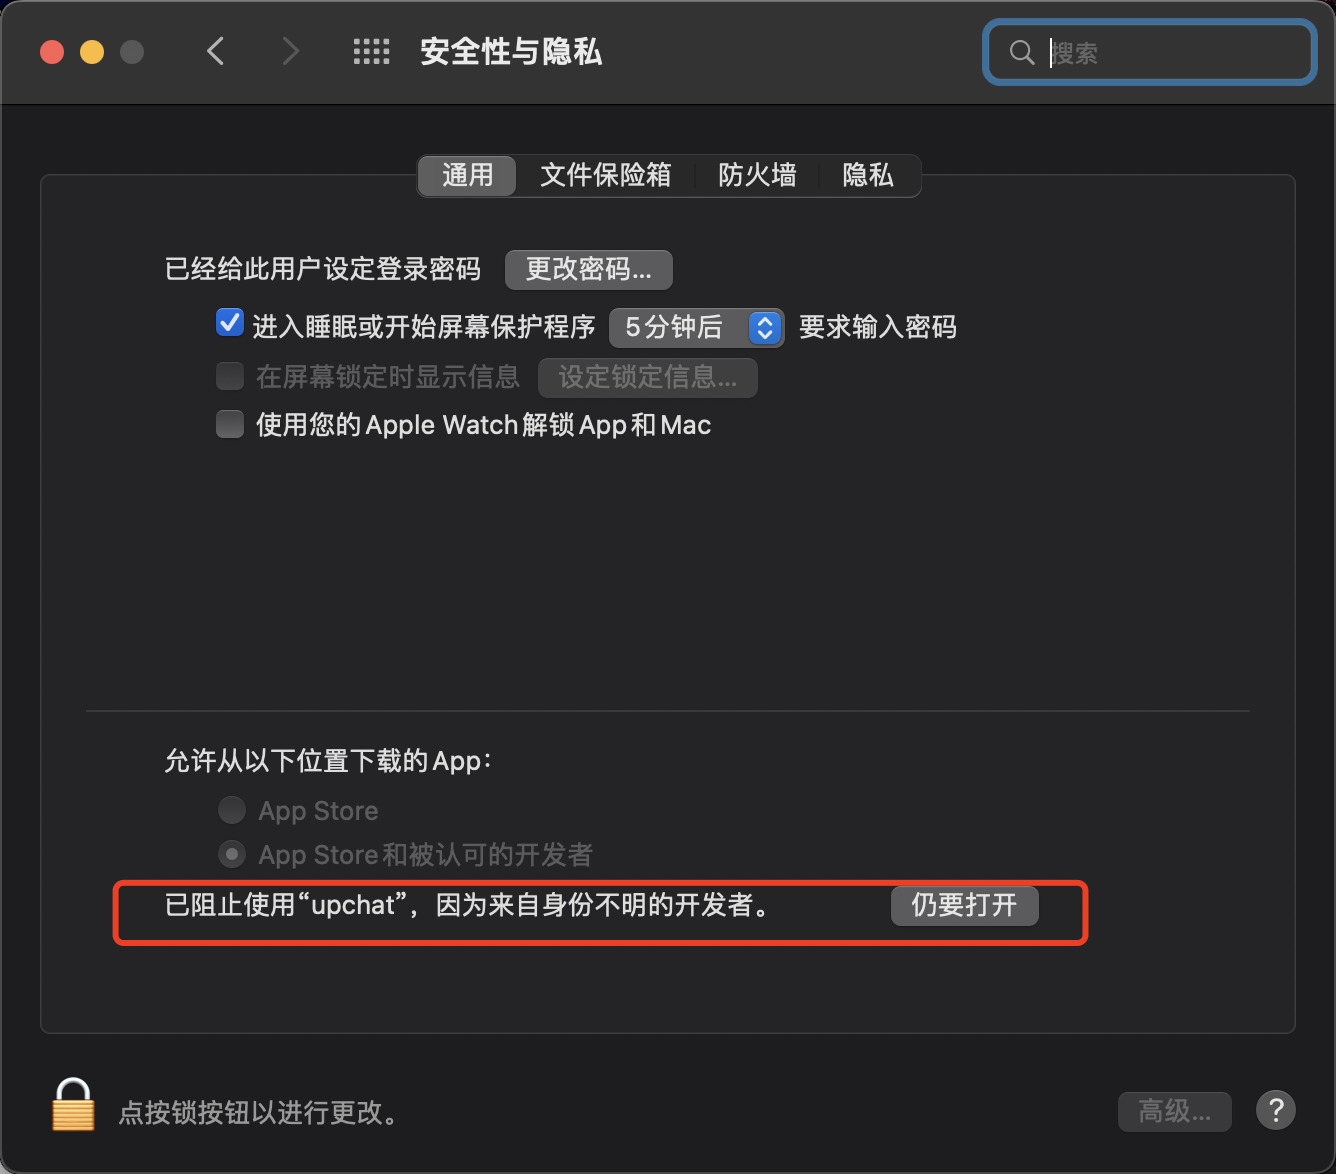 安全性与隐私
搜索
通用 文件保险箱 防火墙 隐私
已经给此用户设定登录密码 更改密码...
进入睡眠或开始屏幕保护程序 5分钟后 要求输入密码
在屏幕锁定时显示信息 设定锁定信息...
使用您的Apple Watch解锁App和Mac
允许从以下位置下载的App：
App Store
App Store和被认可的开发者
已阻止使用“upchat”，因为来自身份不明的开发者。 仍要打开
点按锁按钮以进行更改。 高级... ?